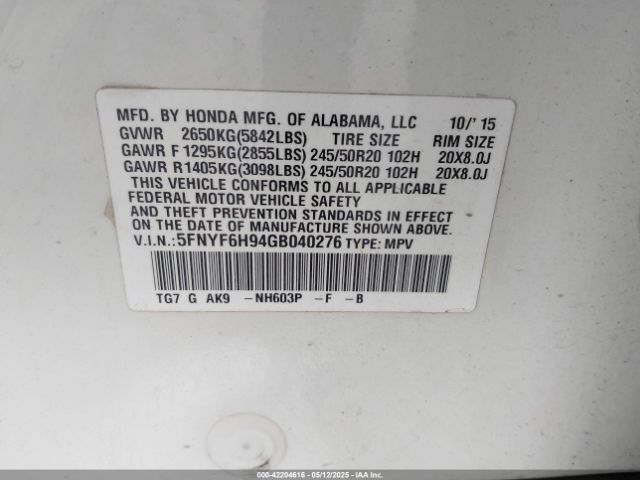 MFD. BY HONDA MFG. OF ALABAMA, LLC 10/'15
GVWR 2650KG(5842LBS) TIRE SIZE RIM SIZE
GAWR F 1295KG(2855LBS) 245/50R20 102H 20X8.0J
GAWR R1405KG(3098LBS) 245/50R20 102H 20X8.0J
THIS VEHICLE CONFORMS TO ALL APPLICABLE
FEDERAL MOTOR VEHICLE SAFETY
AND THEFT PREVENTION STANDARDS IN EFFECT
ON THE DATE OF MANUFACTURE SHOWN ABOVE.
V.I.N.:5FNYF6H94GB040276 TYPE: MPV
TG7 G AK9 -NH603P -F -B
000-42204616 - 05/12/2025 - IAA Inc.